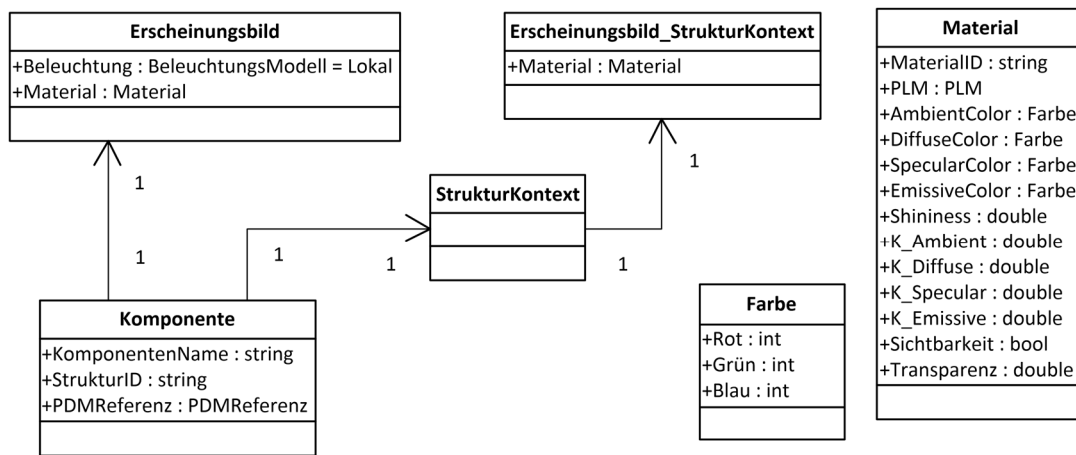 Erscheinungsbild
+Beleuchtung : BeleuchtungsModell = Lokal
+Material : Material
Erscheinungsbild_StrukturKontext
+Material : Material
Material
+MaterialID : string
+PLM : PLM
+AmbientColor : Farbe
+DiffuseColor : Farbe
+SpecularColor : Farbe
+EmissiveColor : Farbe
+Shininess : double
+K_Ambient : double
+K_Diffuse : double
+K_Specular : double
+K_Emissive : double
+Sichtbarkeit : bool
+Transparenz : double
1
1
StrukturKontext
1
1
1
1
Komponente
+KomponentenName : string
+StrukturID : string
+PDMReferenz : PDMReferenz
Farbe
+Rot : int
+Grün : int
+Blau : int